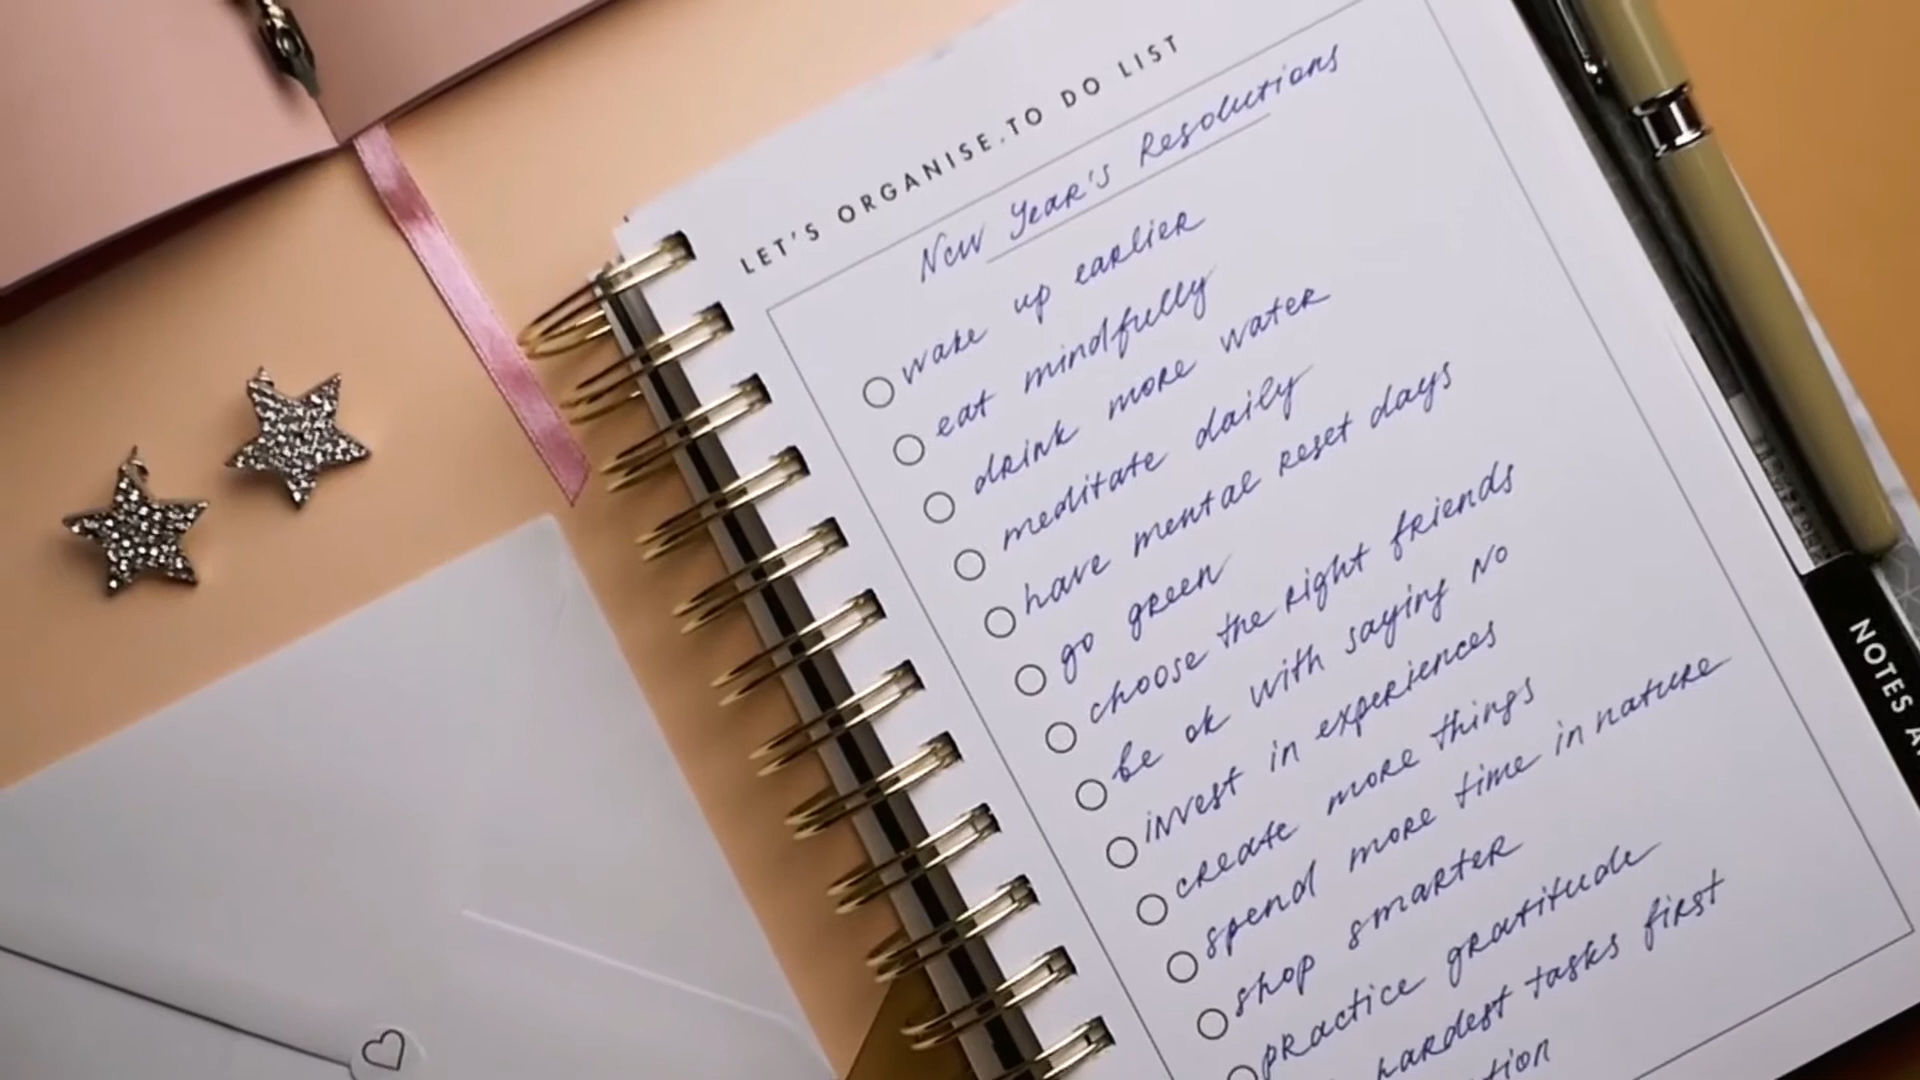 LET'S ORGANISE.TO DO LIST
New Year's Resolutions
wake up earlier
eat mindfully
drink more water
meditate daily
have mental reset days
go green
choose the right friends
be ok with saying no
invest in experiences
create more things
spend more time in nature
shop smarter
practice gratitude
hardest tasks first
NOTES